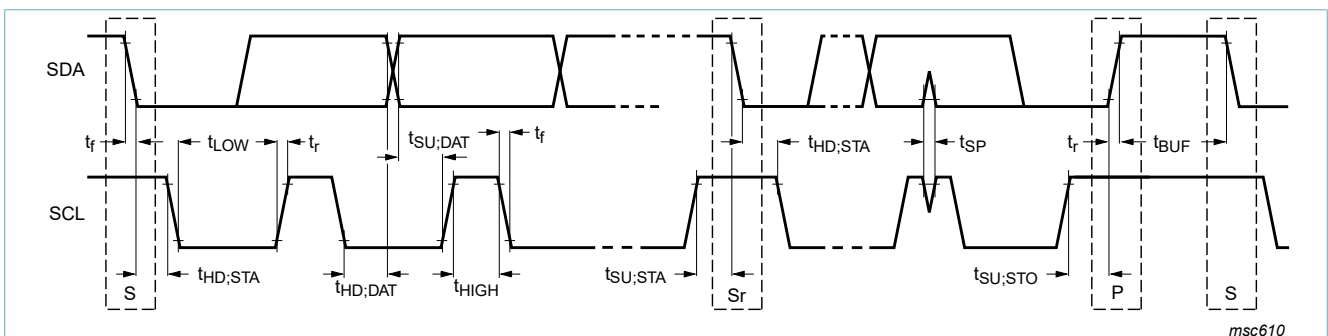 SDA
t_f
t_LOW
t_r
t_SU;DAT
t_f
t_HD;STA
t_SP
t_r
t_BUF
SCL
S
t_HD;STA
t_HD;DAT
t_HIGH
t_SU;STA
Sr
t_SU;STO
P
S
msc610